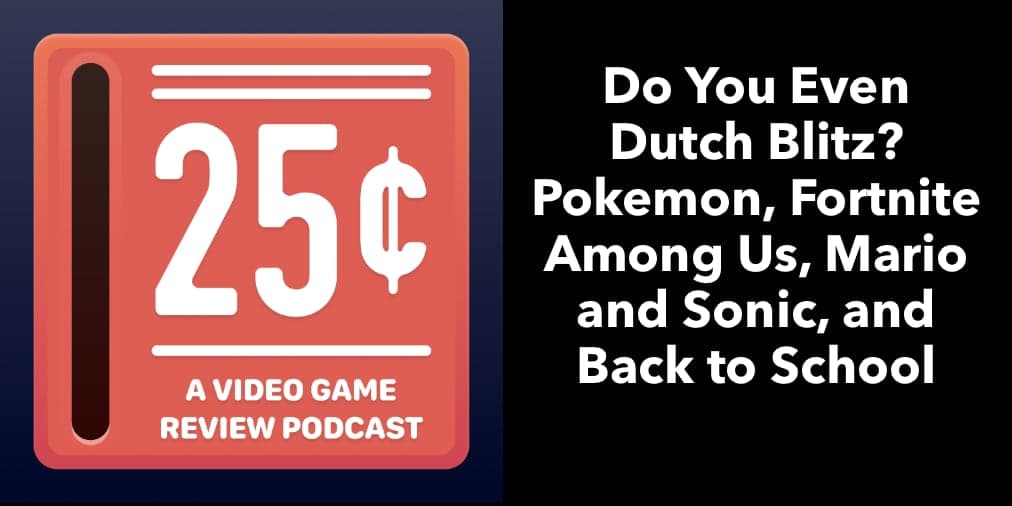 25¢
A VIDEO GAME
REVIEW PODCAST
Do You Even
Dutch Blitz?
Pokemon, Fortnite
Among Us, Mario
and Sonic, and
Back to School